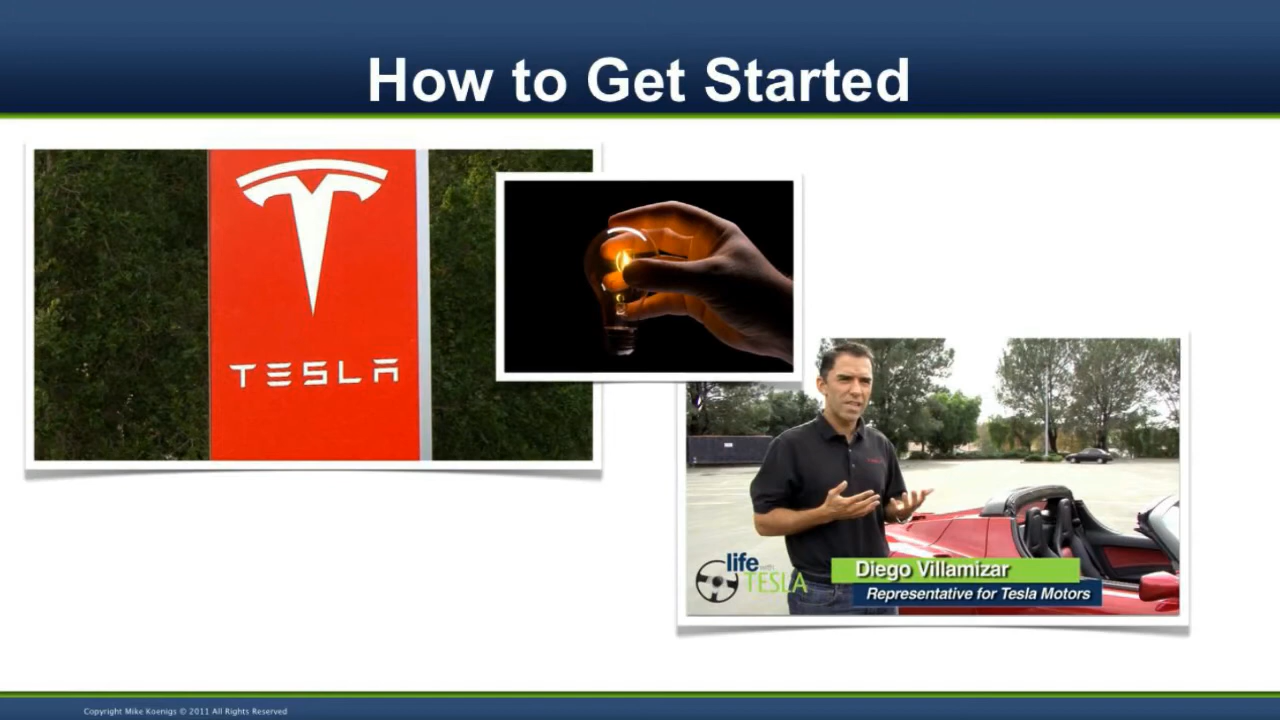 How to Get Started
TESLA
life with
TESLA
Diego Villamizar
Representative for Tesla Motors
Copyright Mike Koenigs © 2011 All Rights Reserved